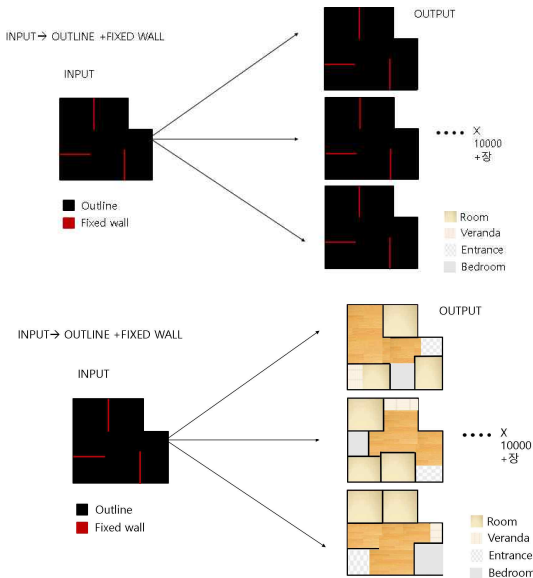 OUTPUT
INPUT→ OUTLINE +FIXED WALL
INPUT
•••• X
10000
+장
Outline
Fixed wall
Room
Veranda
Entrance
Bedroom
OUTPUT
INPUT→ OUTLINE +FIXED WALL
INPUT
•••• X
10000
+장
Outline
Fixed wall
Room
Veranda
Entrance
Bedroom